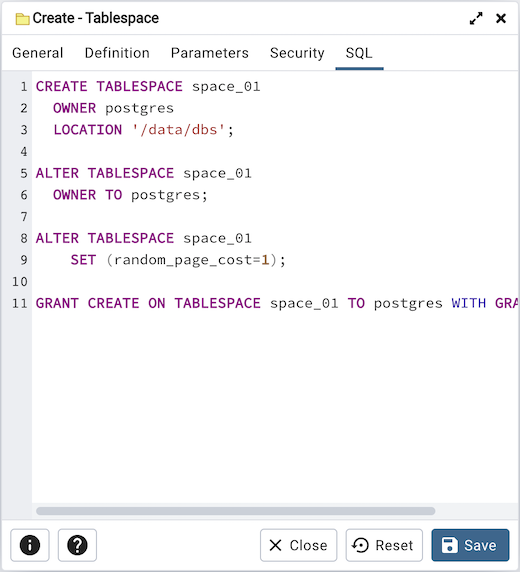 Create - Tablespace
General Definition Parameters Security SQL
1 CREATE TABLESPACE space_01
2 OWNER postgres
3 LOCATION '/data/dbs';
4
5 ALTER TABLESPACE space_01
6 OWNER TO postgres;
7
8 ALTER TABLESPACE space_01
9 SET (random_page_cost=1);
10
11 GRANT CREATE ON TABLESPACE space_01 TO postgres WITH GRA
i ? Close Reset Save